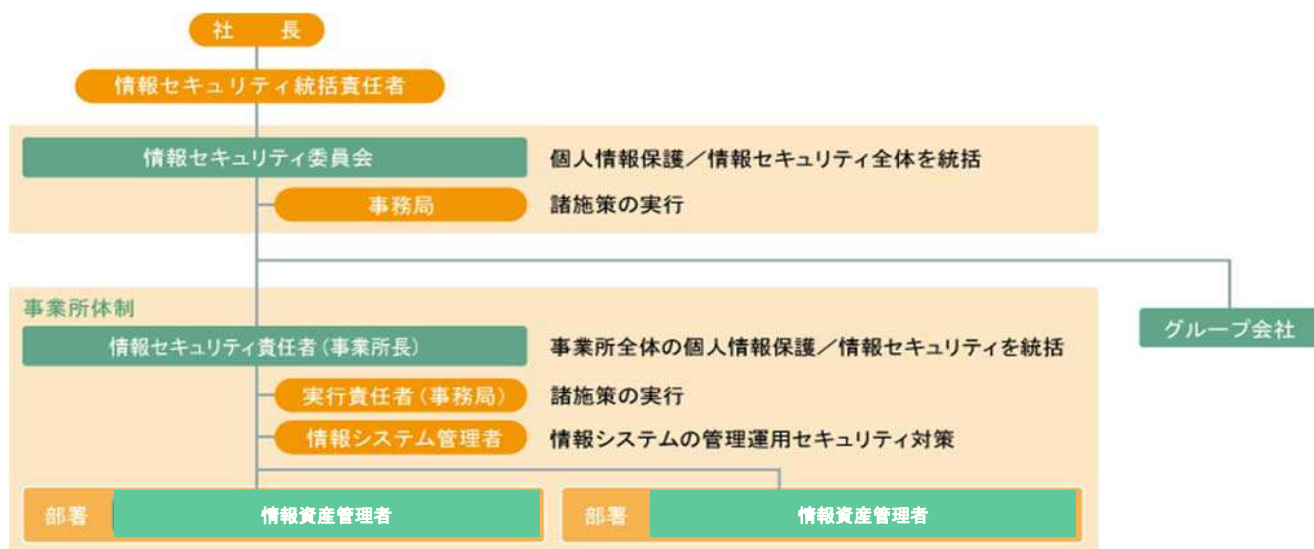 社　長
情報セキュリティ統括責任者
情報セキュリティ委員会　個人情報保護／情報セキュリティ全体を統括
事務局　諸施策の実行
事業所体制
グループ会社
情報セキュリティ責任者（事業所長）　事業所全体の個人情報保護／情報セキュリティを統括
実行責任者（事務局）　諸施策の実行
情報システム管理者　情報システムの管理運用セキュリティ対策
部署　情報資産管理者　部署　情報資産管理者